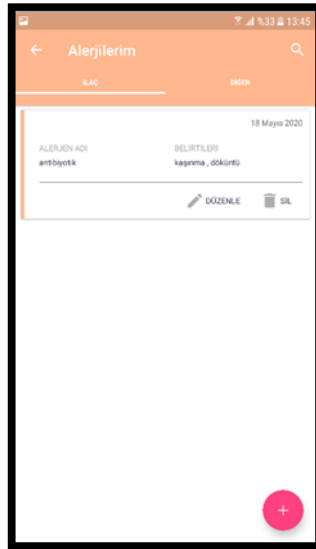 %33 13:45
Alerjilerim
İLAÇ DİĞER
18 Mayıs 2020
ALERJEN ADI BELİRTİLERİ
antibiyotik kaşınma , döküntü
DÜZENLE SİL